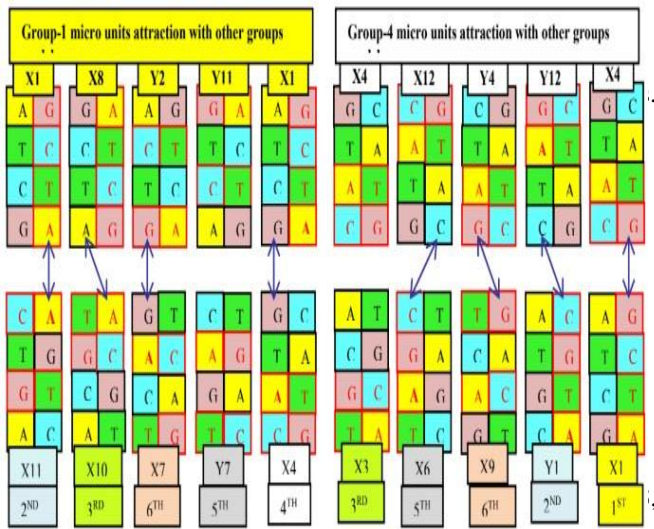 Group-1 micro units attraction with other groups
X1 X8 Y2 Y11 X1
A G G A A G G A A G
T C C T C T T C T C
C T T C T C C T C T
G A A G G A A G G A
C A T A G T C T G C
T G G C A C A G T A
G T C G C A G A A T
A C A T T G T C C G
X11 X10 X7 Y7 X4
2ND 3RD 6TH 5TH 4TH
Group-4 micro units attraction with other groups
X4 X12 Y4 Y12 X4
G C C G C G G C G C
T A A T T A A T T A
A T T A A T T A A T
C G G C G C C G C G
A T C T T G A C A G
C G G A C A T G T C
G C A G A C G T C T
T A T C G T C A G A
X3 X6 X9 Y1 X1
3RD 5TH 6TH 2ND 1ST